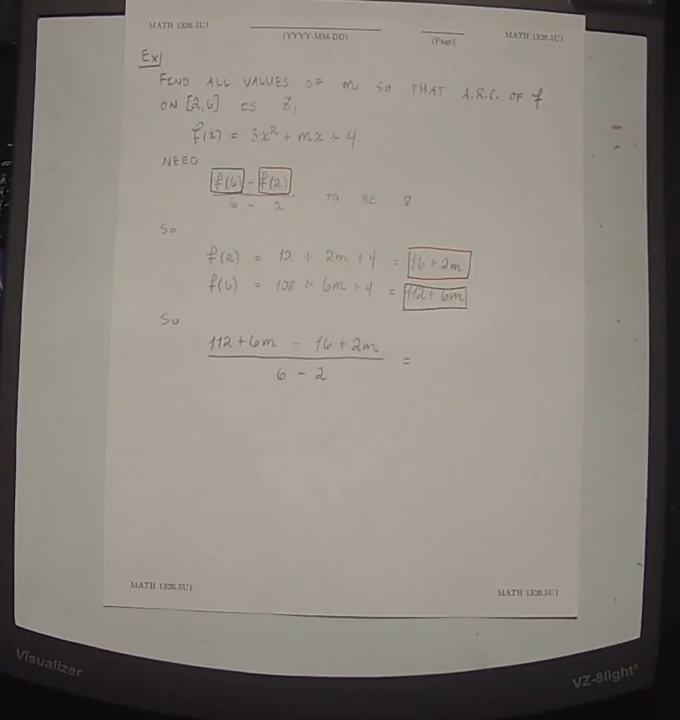 MATH 1326.5U1 (YYYY-MM-DD) (Page) MATH 1326.5U1
Ex/
FIND ALL VALUES OF m SO THAT A.R.C. OF f
ON [2,6] IS 8,
f(x) = 3x² + mx + 4
NEED
f(6) - f(2)
6 - 2 TO BE 8
So
f(2) = 12 + 2m + 4 = 16 + 2m
f(6) = 108 + 6m + 4 = 112 + 6m
So
112 + 6m - 16 + 2m
6 - 2 =
MATH 1326.5U1 MATH 1326.5U1
Visualizer VZ-8light³